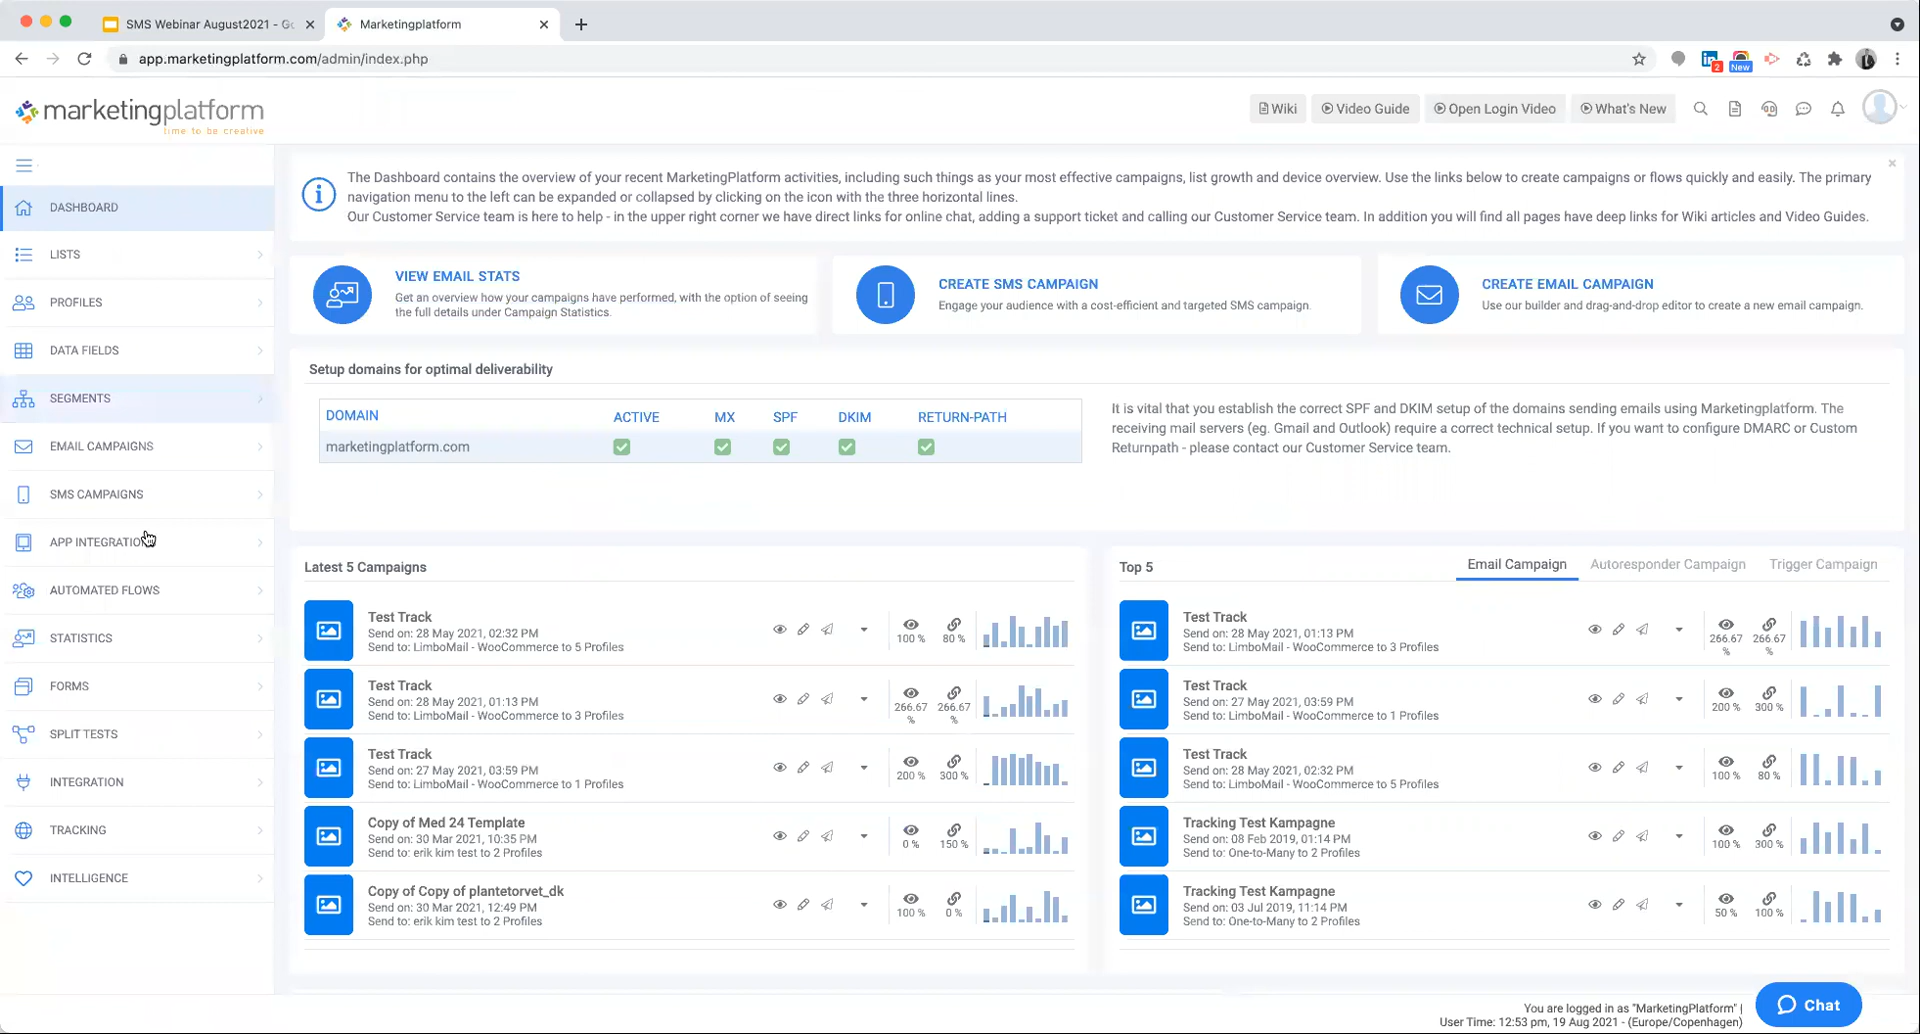 SMS Webinar August2021 - Go
Marketingplatform
app.marketingplatform.com/admin/index.php
2
New
marketingplatform
time to be creative
Wiki
Video Guide
Open Login Video
What's New
The Dashboard contains the overview of your recent MarketingPlatform activities, including such things as your most effective campaigns, list growth and device overview. Use the links below to create campaigns or flows quickly and easily. The primary
navigation menu to the left can be expanded or collapsed by clicking on the icon with the three horizontal lines.
Our Customer Service team is here to help - in the upper right corner we have direct links for online chat, adding a support ticket and calling our Customer Service team. In addition you will find all pages have deep links for Wiki articles and Video Guides.
DASHBOARD
LISTS
PROFILES
DATA FIELDS
SEGMENTS
EMAIL CAMPAIGNS
SMS CAMPAIGNS
APP INTEGRATION
AUTOMATED FLOWS
STATISTICS
FORMS
SPLIT TESTS
INTEGRATION
TRACKING
INTELLIGENCE
VIEW EMAIL STATS
Get an overview how your campaigns have performed, with the option of seeing
the full details under Campaign Statistics.
CREATE SMS CAMPAIGN
Engage your audience with a cost-efficient and targeted SMS campaign.
CREATE EMAIL CAMPAIGN
Use our builder and drag-and-drop editor to create a new email campaign.
Setup domains for optimal deliverability
DOMAIN ACTIVE MX SPF DKIM RETURN-PATH
marketingplatform.com
It is vital that you establish the correct SPF and DKIM setup of the domains sending emails using Marketingplatform. The
receiving mail servers (eg. Gmail and Outlook) require a correct technical setup. If you want to configure DMARC or Custom
Returnpath - please contact our Customer Service team.
Latest 5 Campaigns
Test Track
Send on: 28 May 2021, 02:32 PM
Send to: LimboMail - WooCommerce to 5 Profiles
100 % 80 %
Test Track
Send on: 28 May 2021, 01:13 PM
Send to: LimboMail - WooCommerce to 3 Profiles
266.67 % 266.67 %
Test Track
Send on: 27 May 2021, 03:59 PM
Send to: LimboMail - WooCommerce to 1 Profiles
200 % 300 %
Copy of Med 24 Template
Send on: 30 Mar 2021, 10:35 PM
Send to: erik kim test to 2 Profiles
0 % 150 %
Copy of Copy of plantetorvet_dk
Send on: 30 Mar 2021, 12:49 PM
Send to: erik kim test to 2 Profiles
100 % 0 %
Top 5
Email Campaign
Autoresponder Campaign
Trigger Campaign
Test Track
Send on: 28 May 2021, 01:13 PM
Send to: LimboMail - WooCommerce to 3 Profiles
266.67 % 266.67 %
Test Track
Send on: 27 May 2021, 03:59 PM
Send to: LimboMail - WooCommerce to 1 Profiles
200 % 300 %
Test Track
Send on: 28 May 2021, 02:32 PM
Send to: LimboMail - WooCommerce to 5 Profiles
100 % 80 %
Tracking Test Kampagne
Send on: 08 Feb 2019, 01:14 PM
Send to: One-to-Many to 2 Profiles
100 % 300 %
Tracking Test Kampagne
Send on: 03 Jul 2019, 11:14 PM
Send to: One-to-Many to 2 Profiles
50 % 100 %
You are logged in as "MarketingPlatform" |
User Time: 12:53 pm, 19 Aug 2021 - (Europe/Copenhagen)
Chat